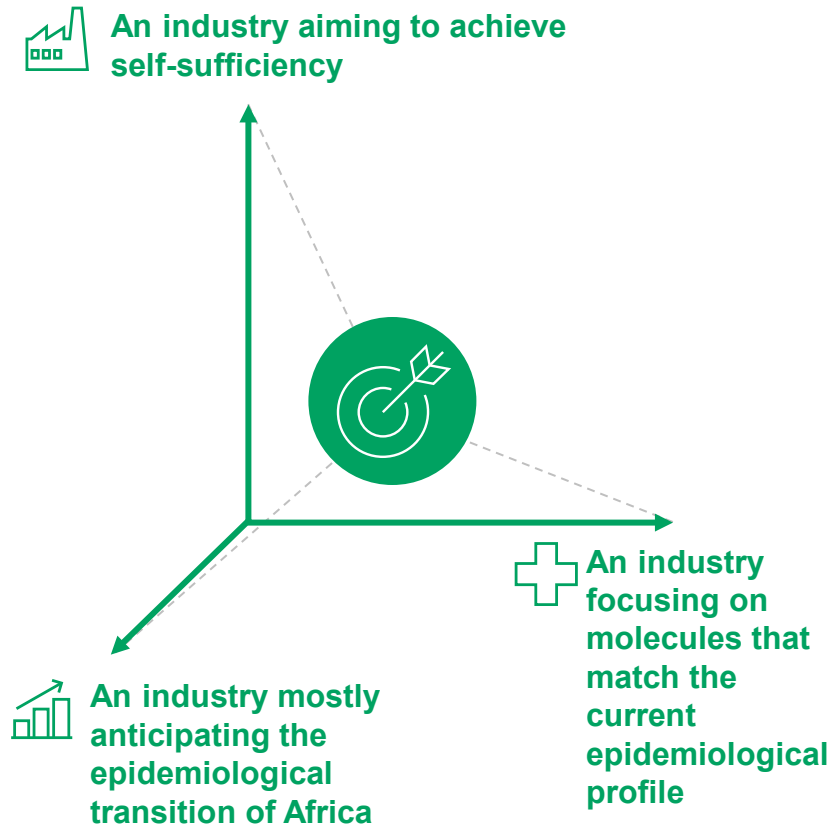 An industry aiming to achieve
self-sufficiency
An industry
focusing on
molecules that
match the
current
epidemiological
profile
An industry mostly
anticipating the
epidemiological
transition of Africa